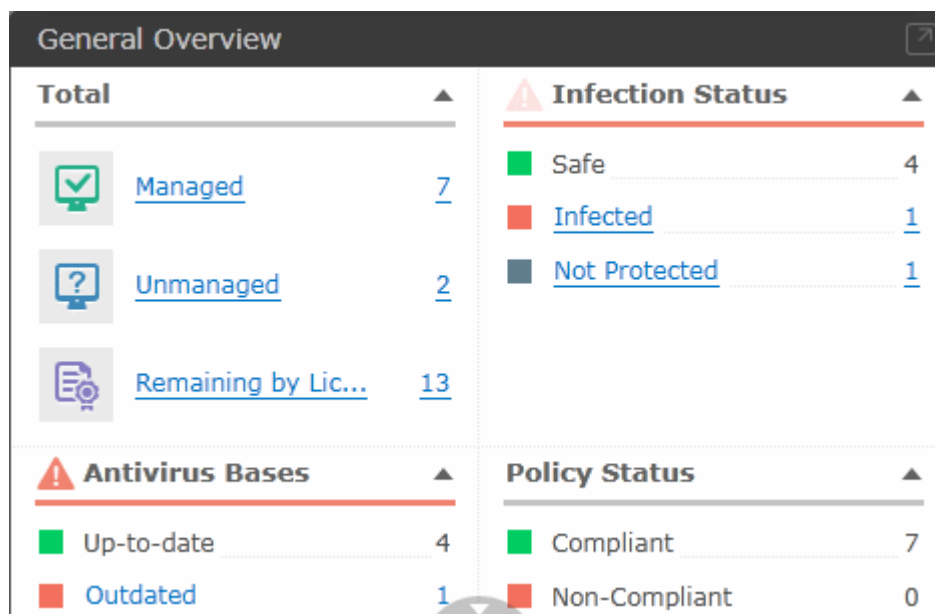 General Overview
Total
Managed 7
Unmanaged 2
Remaining by Lic... 13
Infection Status
Safe 4
Infected 1
Not Protected 1
Antivirus Bases
Up-to-date 4
Outdated 1
Policy Status
Compliant 7
Non-Compliant 0